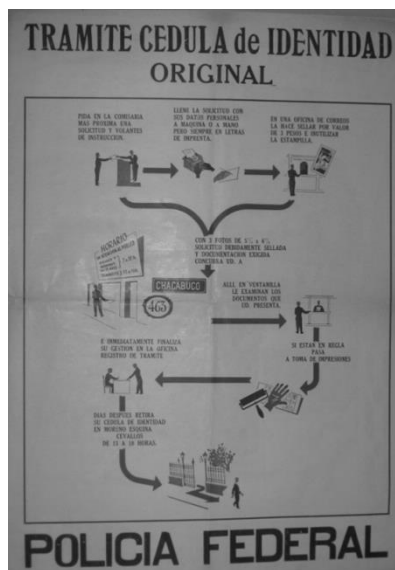 TRAMITE CEDULA de IDENTIDAD
ORIGINAL
PIDA EN LA COMISARIA
MAS PROXIMA UNA
SOLICITUD Y VOLANTES
DE INSTRUCCION.
LLENE LA SOLICITUD CON
SUS DATOS PERSONALES
A MAQUINA O A MANO
PERO SIEMPRE EN LETRAS
DE IMPRENTA.
EN UNA OFICINA DE CORREOS
LA HACE SELLAR POR VALOR
DE 3 PESOS E INUTILIZAR
LA ESTAMPILLA.
CON 3 FOTOS DE
SOLICITUD DEBIDAMENTE SELLADA
Y DOCUMENTACION EXIGIDA
CONCURRA UD. A
HORARIO
CHACABUCO
463
ALLI, EN VENTANILLA
LE EXAMINAN LOS
DOCUMENTOS QUE
UD. PRESENTA.
SI ESTAN EN REGLA
PASA
A TOMA DE IMPRESIONES
E INMEDIATAMENTE FINALIZA
SU GESTION EN LA OFICINA
REGISTRO DE TRAMITE
DIAS DESPUES RETIRA
SU CEDULA DE IDENTIDAD
EN MORENO ESQUINA
CEVALLOS
DE 13 A 18 HORAS.
POLICIA FEDERAL